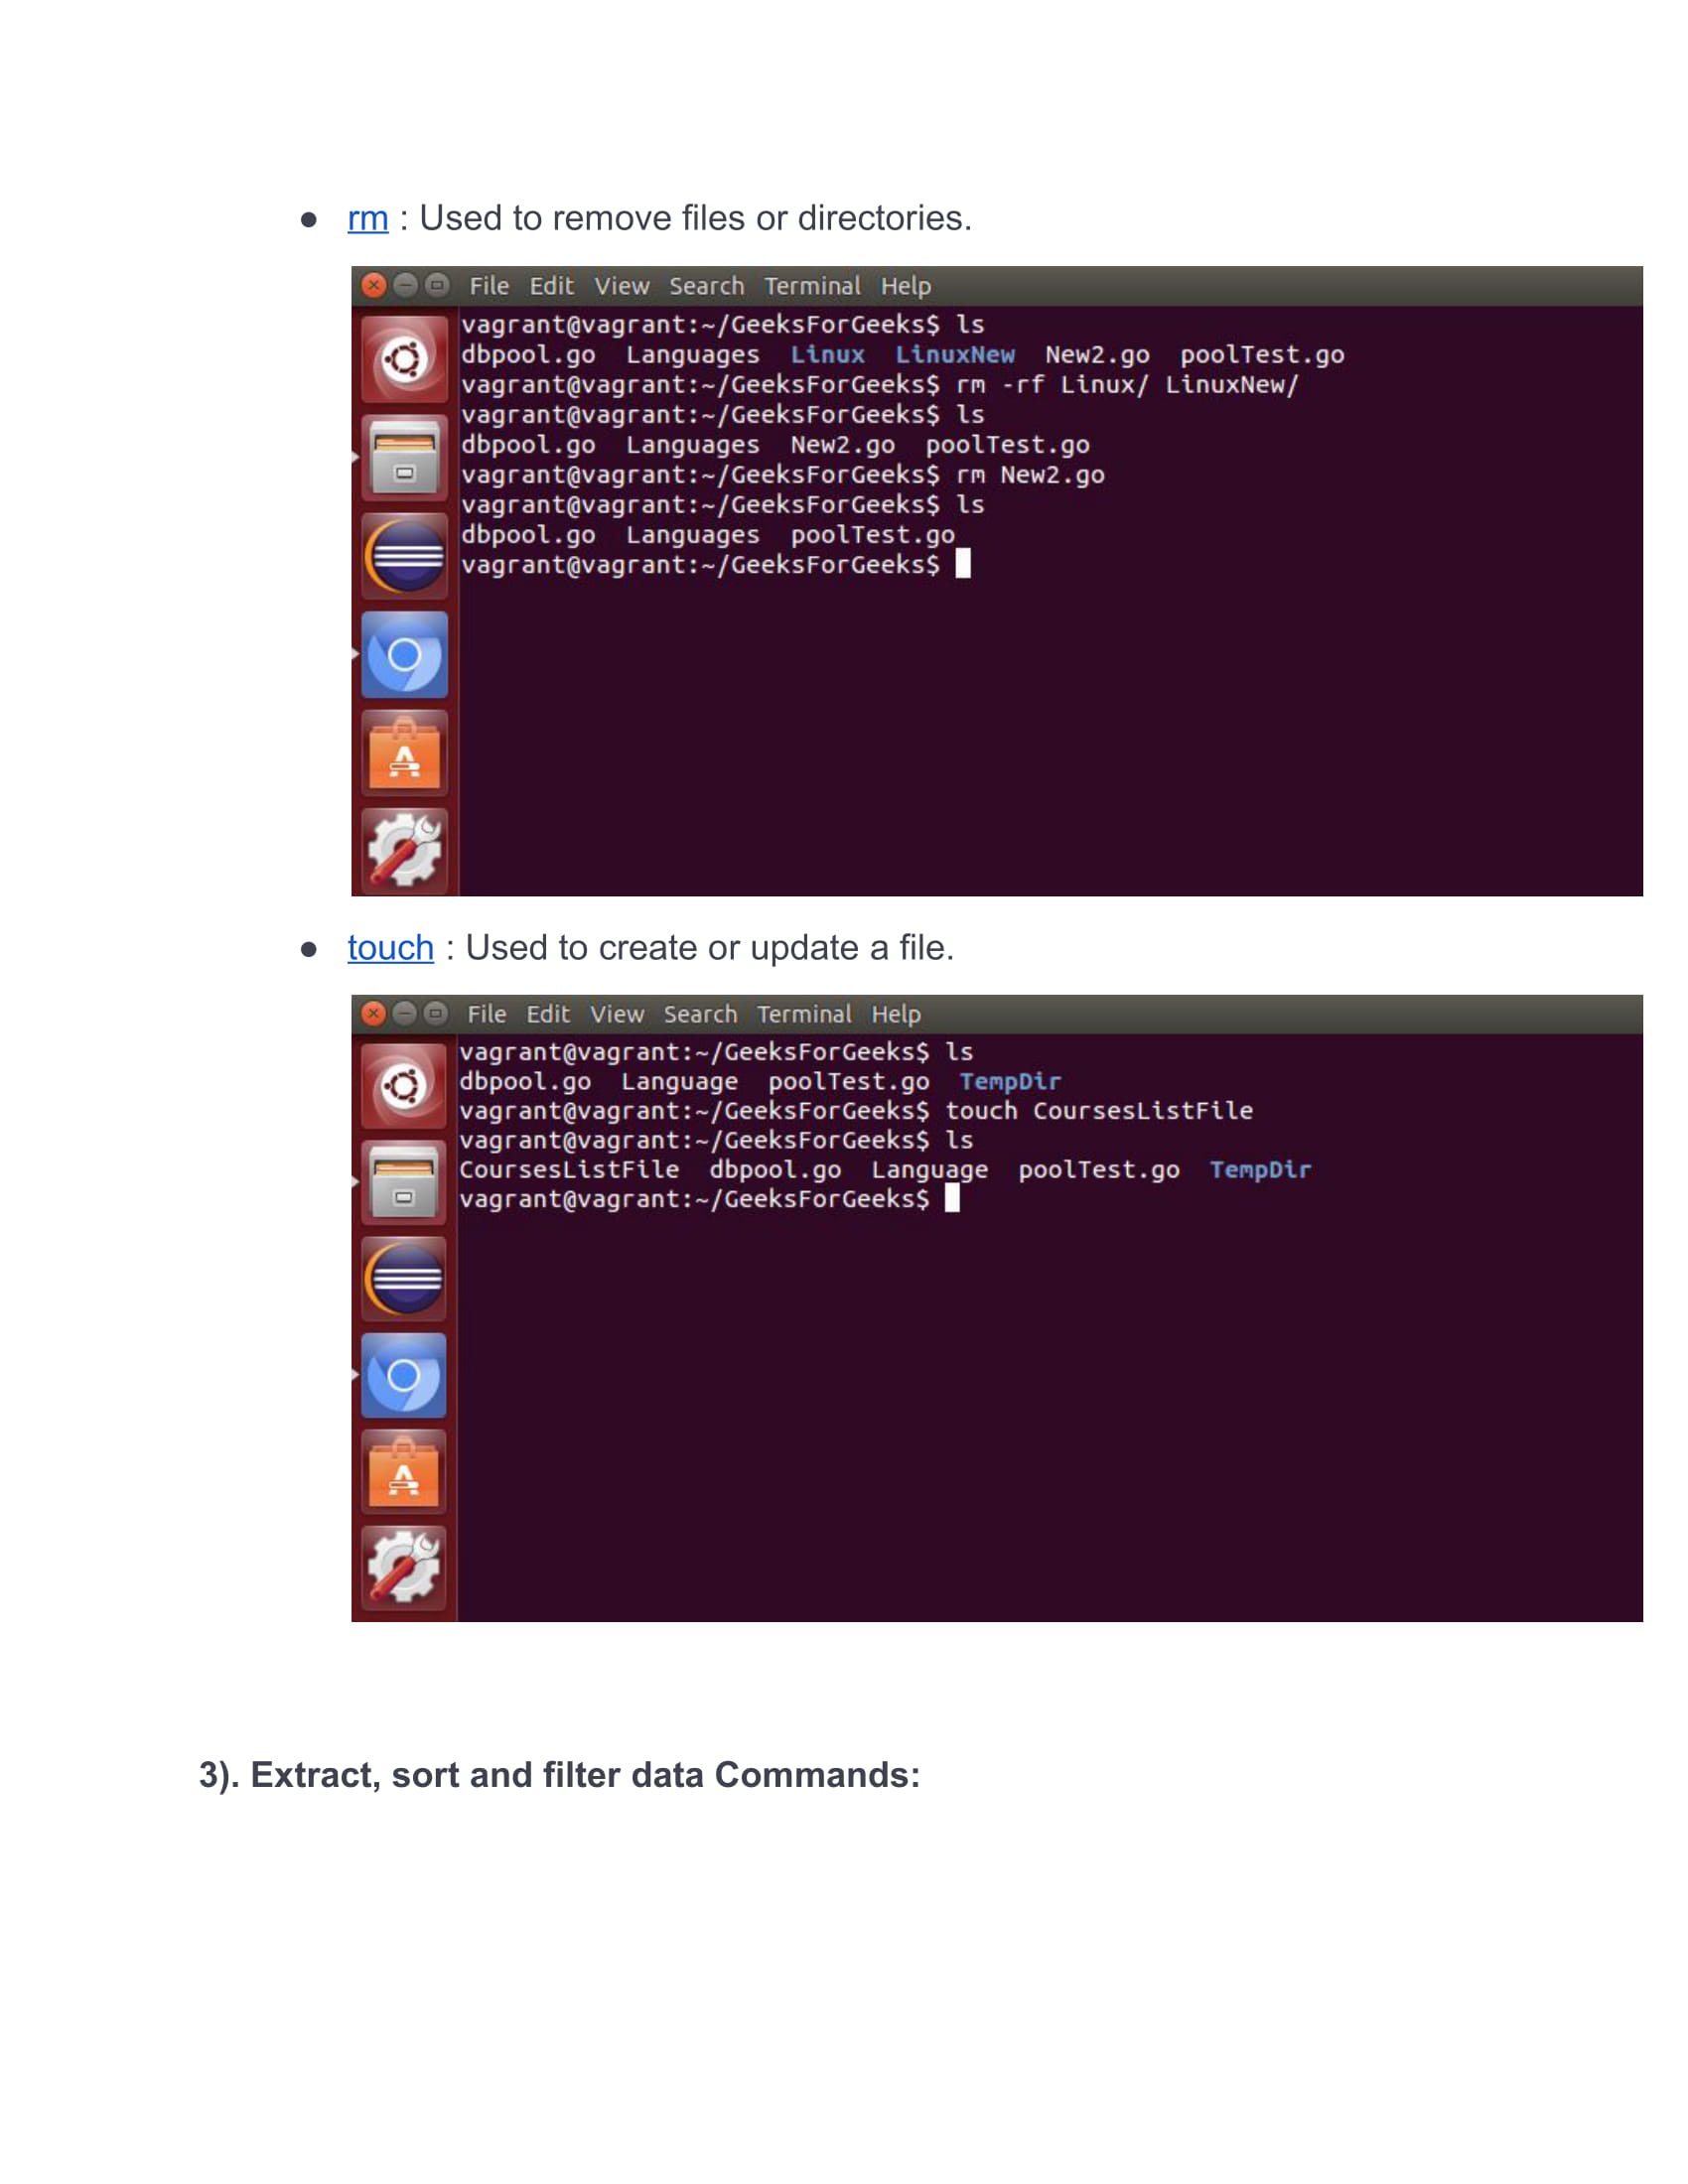 ● rm : Used to remove files or directories.
File Edit View Search Terminal Help
vagrant@vagrant:~/GeeksForGeeks$ ls
dbpool.go Languages Linux LinuxNew New2.go poolTest.go
vagrant@vagrant:~/GeeksForGeeks$ rm -rf Linux/ LinuxNew/
vagrant@vagrant:~/GeeksForGeeks$ ls
dbpool.go Languages New2.go poolTest.go
vagrant@vagrant:~/GeeksForGeeks$ rm New2.go
vagrant@vagrant:~/GeeksForGeeks$ ls
dbpool.go Languages poolTest.go
vagrant@vagrant:~/GeeksForGeeks$
● touch : Used to create or update a file.
File Edit View Search Terminal Help
vagrant@vagrant:~/GeeksForGeeks$ ls
dbpool.go Language poolTest.go TempDir
vagrant@vagrant:~/GeeksForGeeks$ touch CoursesListFile
vagrant@vagrant:~/GeeksForGeeks$ ls
CoursesListFile dbpool.go Language poolTest.go TempDir
vagrant@vagrant:~/GeeksForGeeks$
3). Extract, sort and filter data Commands: